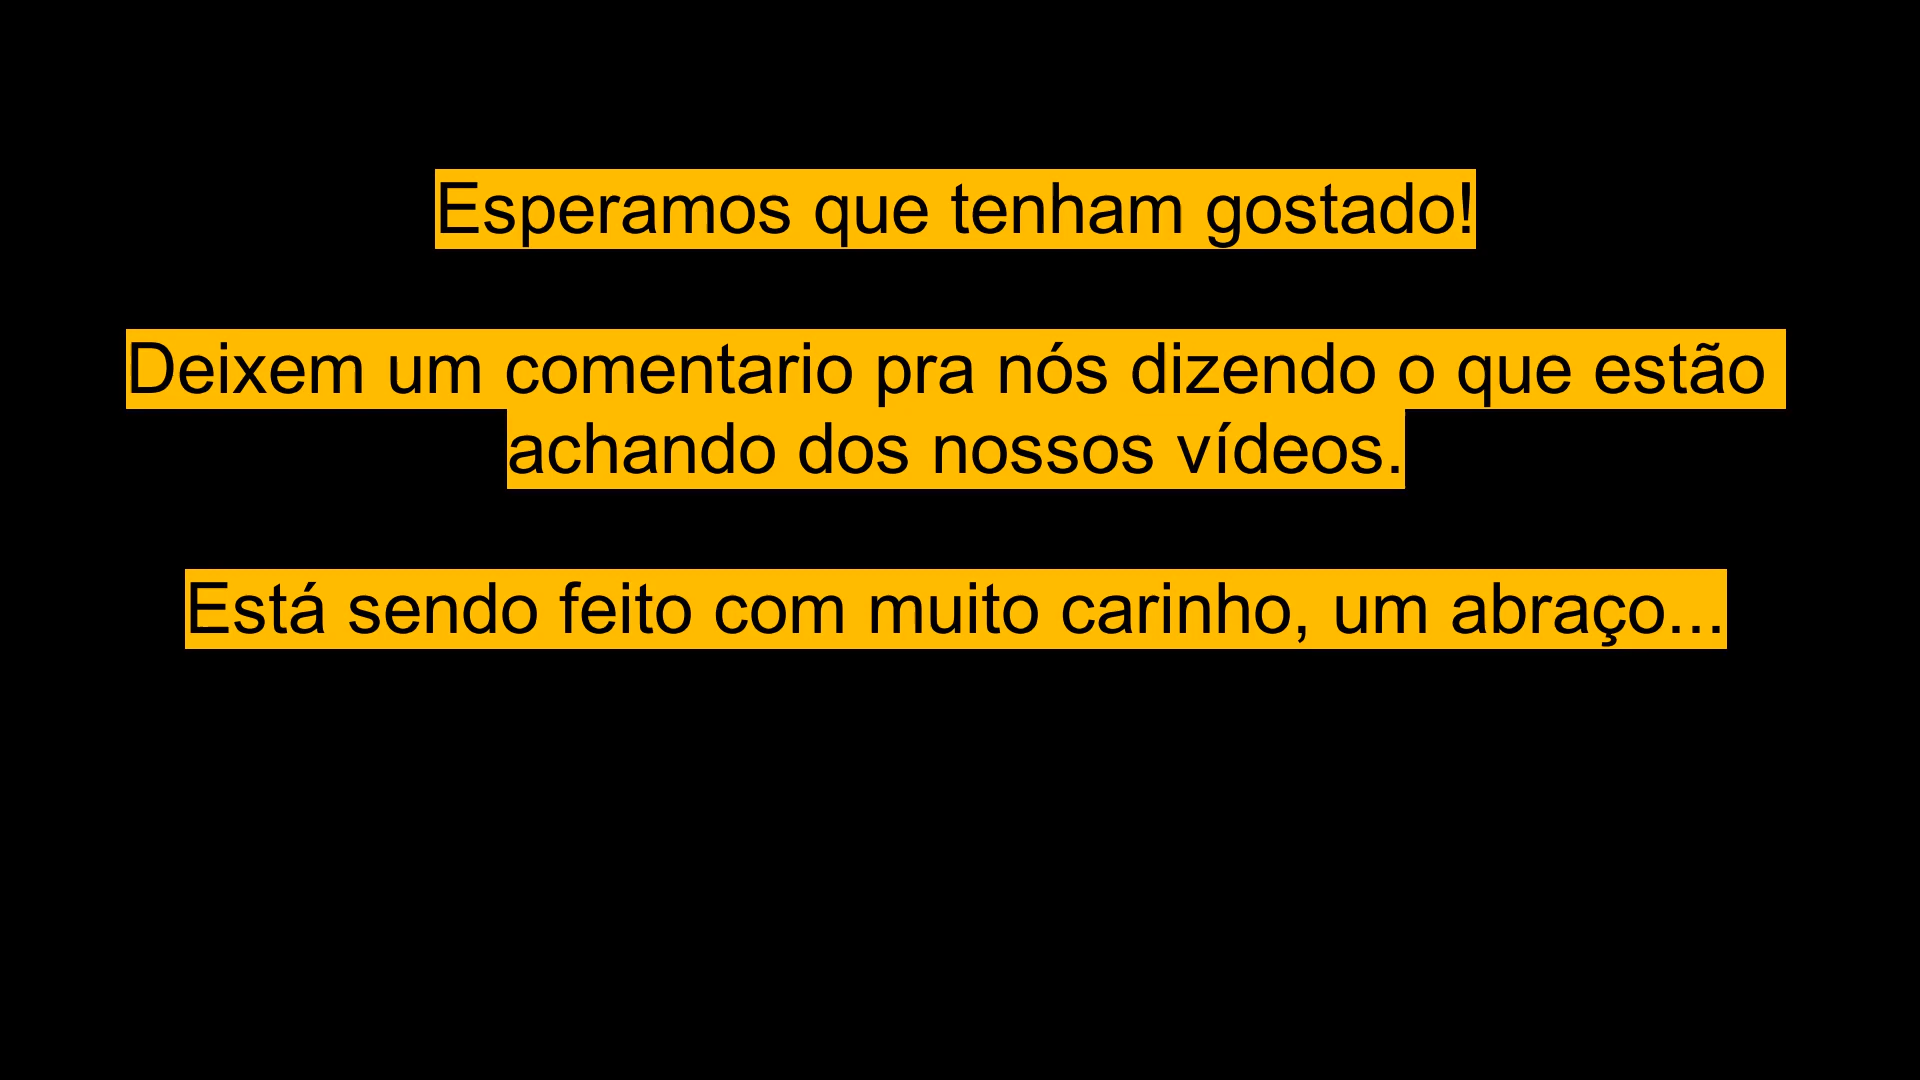 Esperamos que tenham gostado!
Deixem um comentario pra nós dizendo o que estão
achando dos nossos vídeos.
Está sendo feito com muito carinho, um abraço...